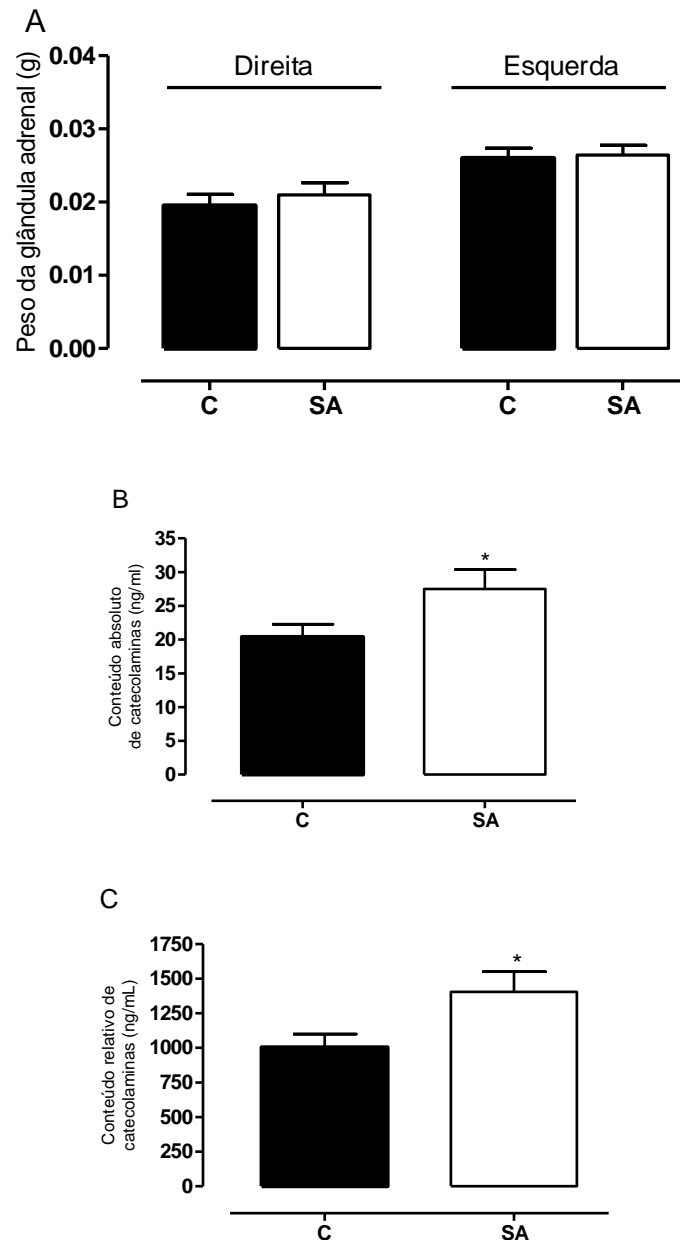 A
Peso da glândula adrenal (g)
0.04
0.03
0.02
0.01
0.00
Direita
Esquerda
C
SA
C
SA
B
Conteúdo absoluto
de catecolaminas (ng/ml)
35
30
25
20
15
10
5
0
*
C
SA
C
Conteúdo relativo de
catecolaminas (ng/mL)
1750
1500
1250
1000
750
500
250
0
*
C
SA